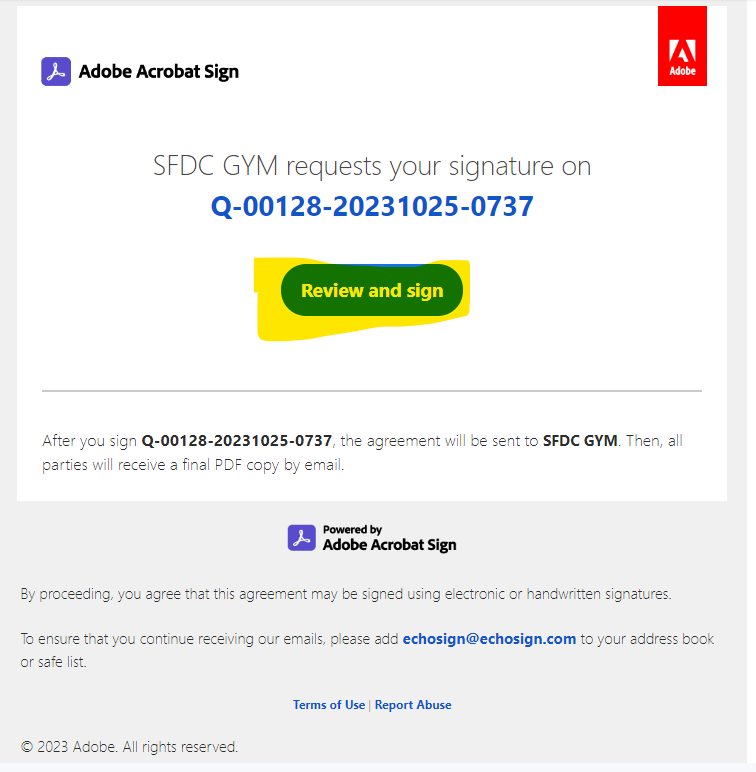 Adobe Acrobat Sign
Adobe
SFDC GYM requests your signature on
Q-00128-20231025-0737
Review and sign
After you sign Q-00128-20231025-0737, the agreement will be sent to SFDC GYM. Then, all
parties will receive a final PDF copy by email.
Powered by
Adobe Acrobat Sign
By proceeding, you agree that this agreement may be signed using electronic or handwritten signatures.
To ensure that you continue receiving our emails, please add echosign@echosign.com to your address book
or safe list.
Terms of Use | Report Abuse
© 2023 Adobe. All rights reserved.